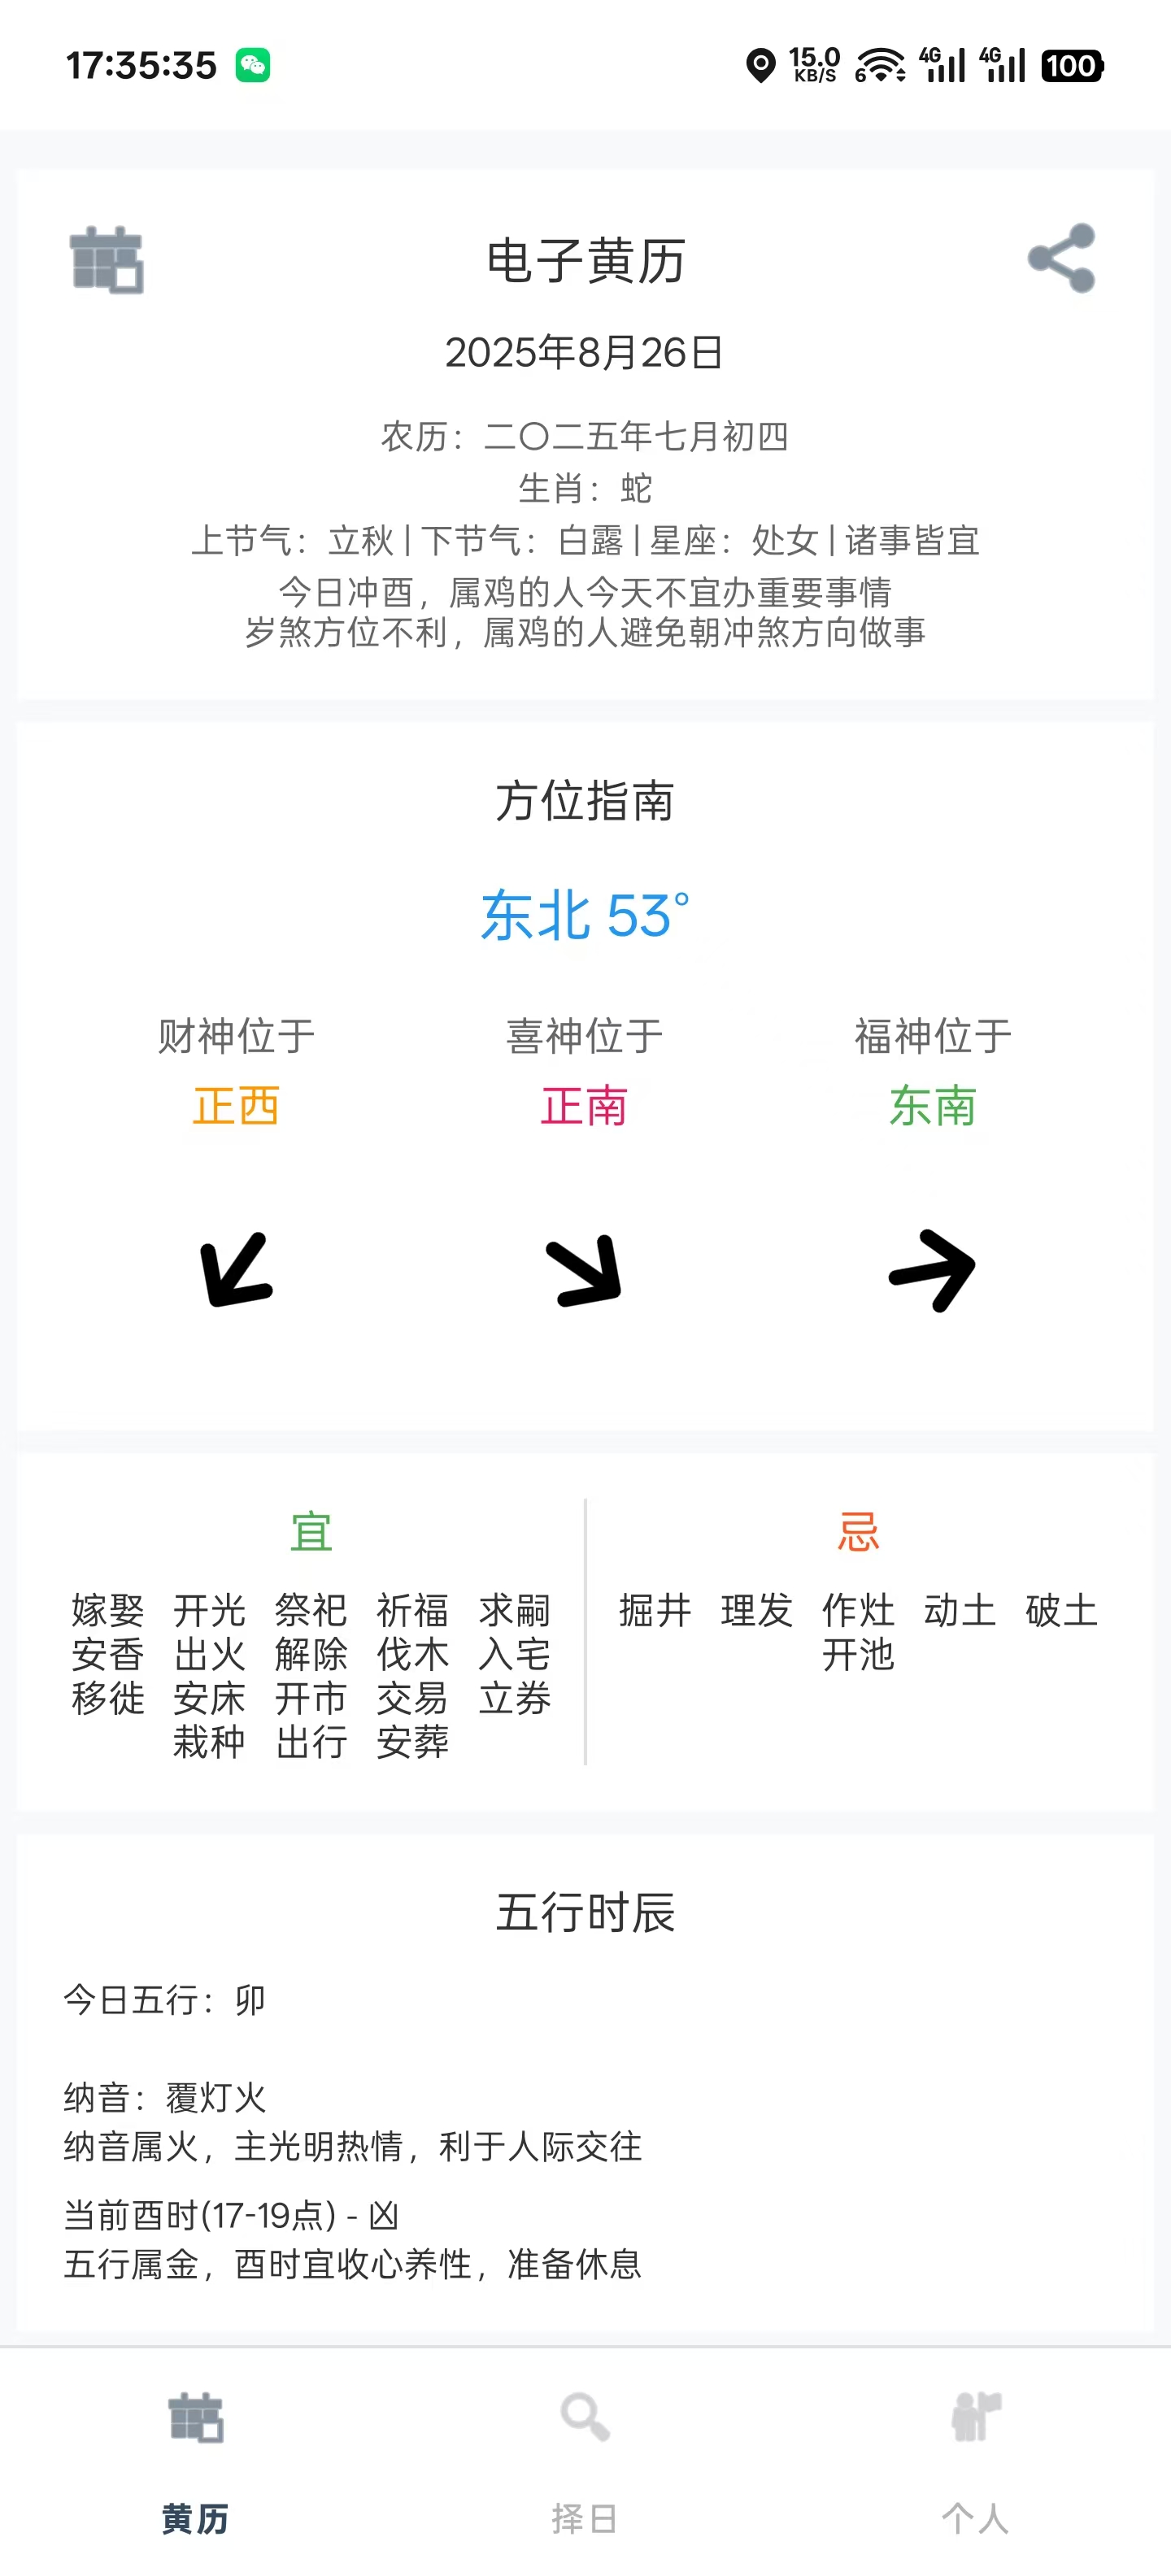 17:35:35
15.0 KB/S 6 4G 4G 100
电子黄历
2025年8月26日
农历：二〇二五年七月初四
生肖：蛇
上节气：立秋 | 下节气：白露 | 星座：处女 | 诸事皆宜
今日冲酉，属鸡的人今天不宜办重要事情
岁煞方位不利，属鸡的人避免朝冲煞方向做事
方位指南
东北 53°
财神位于 喜神位于 福神位于
正西 正南 东南
宜 忌
嫁娶 开光 祭祀 祈福 求嗣 掘井 理发 作灶 动土 破土
安香 出火 解除 伐木 入宅 开池
移徙 安床 开市 交易 立券
栽种 出行 安葬
五行时辰
今日五行：卯
纳音：覆灯火
纳音属火，主光明热情，利于人际交往
当前酉时(17-19点) - 凶
五行属金，酉时宜收心养性，准备休息
黄历 择日 个人